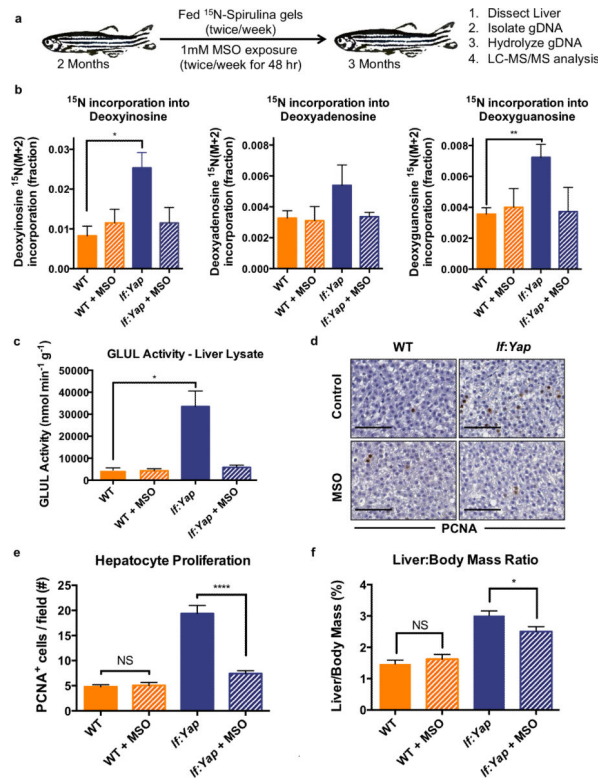 a
Fed ¹⁵N-Spirulina gels
(twice/week)
1mM MSO exposure
(twice/week for 48 hr)
2 Months
3 Months
1. Dissect Liver
2. Isolate gDNA
3. Hydrolyze gDNA
4. LC-MS/MS analysis
b
¹⁵N incorporation into
Deoxyinosine
Deoxyinosine ¹⁵N(M+2)
incorporation (fraction)
0.03
0.02
0.01
0.00
*
WT
WT + MSO
lf:Yap
lf:Yap + MSO
¹⁵N incorporation into
Deoxyadenosine
Deoxyadenosine ¹⁵N(M+2)
incorporation (fraction)
0.008
0.006
0.004
0.002
0.000
WT
WT + MSO
lf:Yap
lf:Yap + MSO
¹⁵N incorporation into
Deoxyguanosine
Deoxyguanosine ¹⁵N(M+2)
incorporation (fraction)
0.008
0.006
0.004
0.002
0.000
**
WT
WT + MSO
lf:Yap
lf:Yap + MSO
c
GLUL Activity - Liver Lysate
GLUL Activity (nmol min⁻¹ g⁻¹)
50000
40000
30000
20000
10000
0
*
WT
WT + MSO
lf:Yap
lf:Yap + MSO
d
WT
lf:Yap
Control
MSO
PCNA
e
Hepatocyte Proliferation
PCNA⁺ cells / field (#)
25
20
15
10
5
0
NS
****
WT
WT + MSO
lf:Yap
lf:Yap + MSO
f
Liver:Body Mass Ratio
Liver/Body Mass (%)
4
3
2
1
0
NS
*
WT
WT + MSO
lf:Yap
lf:Yap + MSO